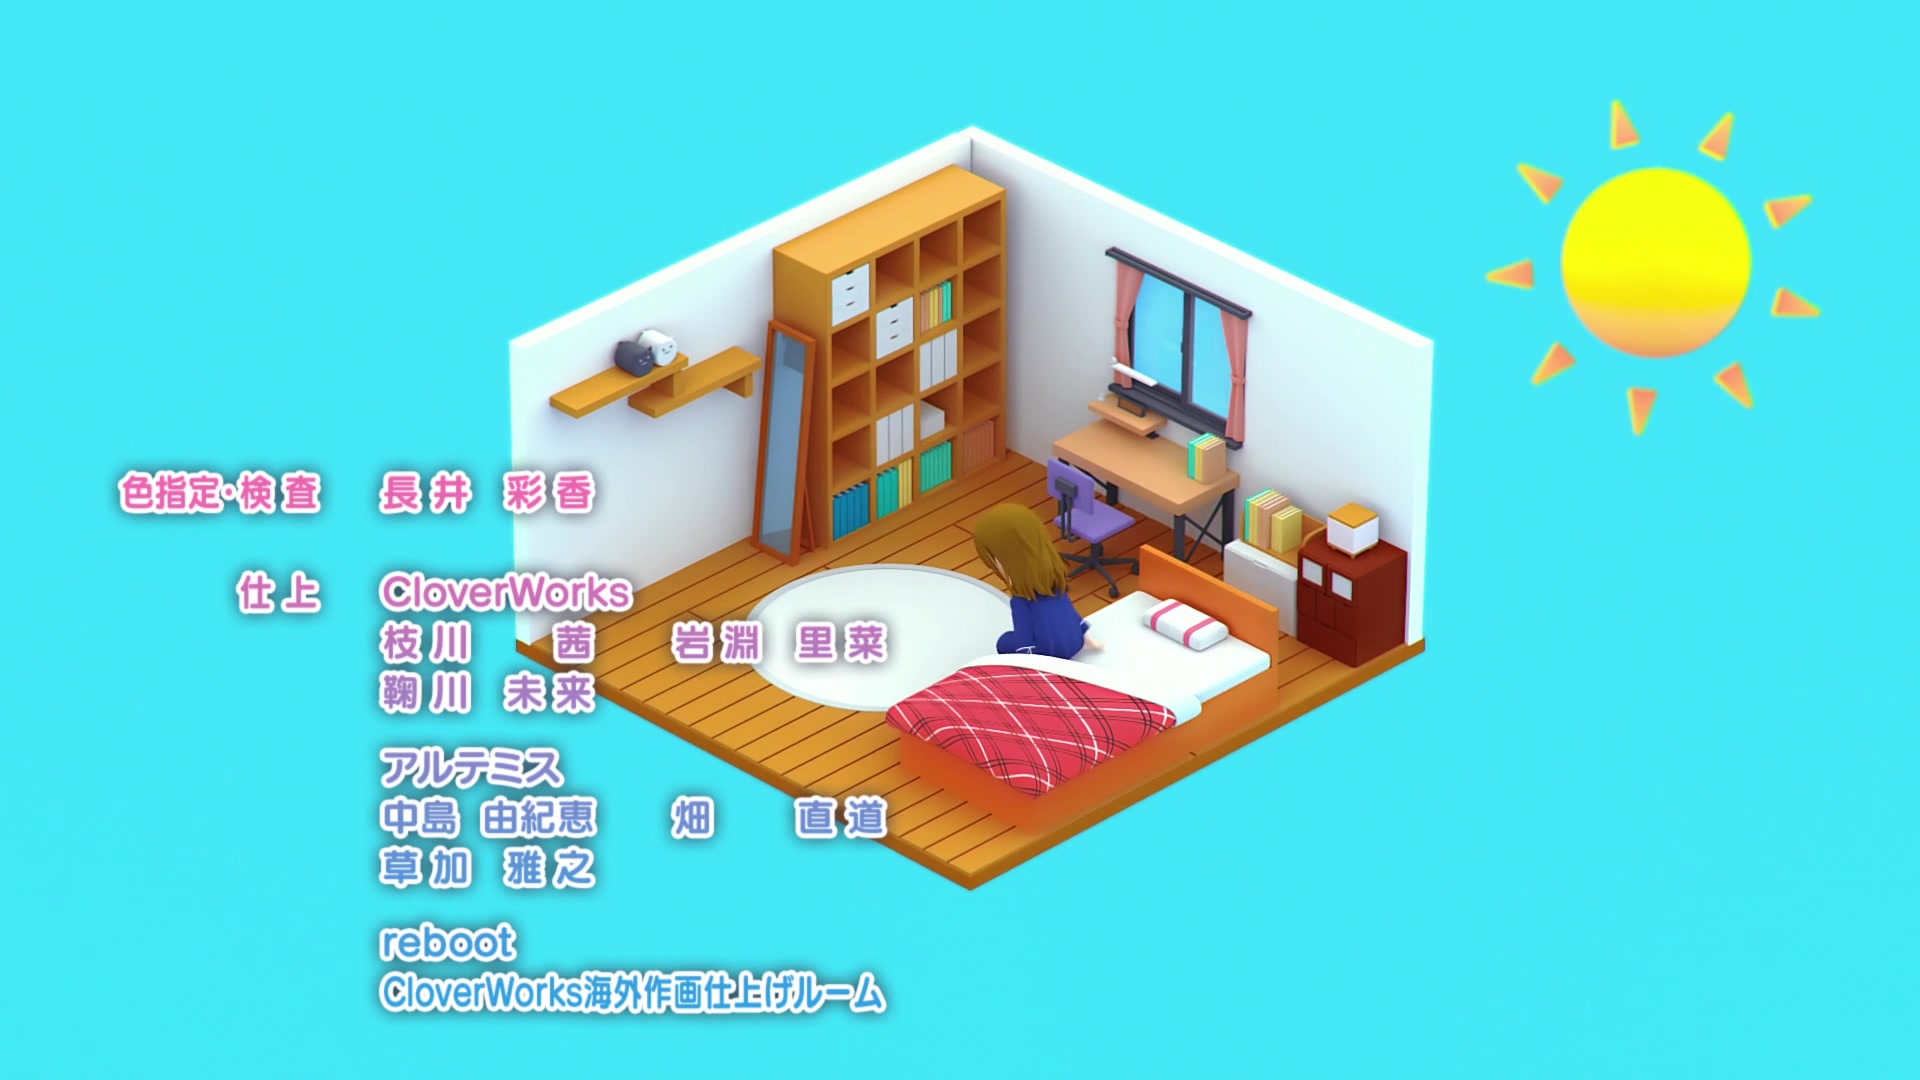 色指定･検査 長井 彩香
仕上 CloverWorks
枝川 茜 岩淵 里菜
鞠川 未来
アルテミス
中島 由紀恵 畑 直道
草加 雅之
reboot
CloverWorks海外作画仕上げルーム